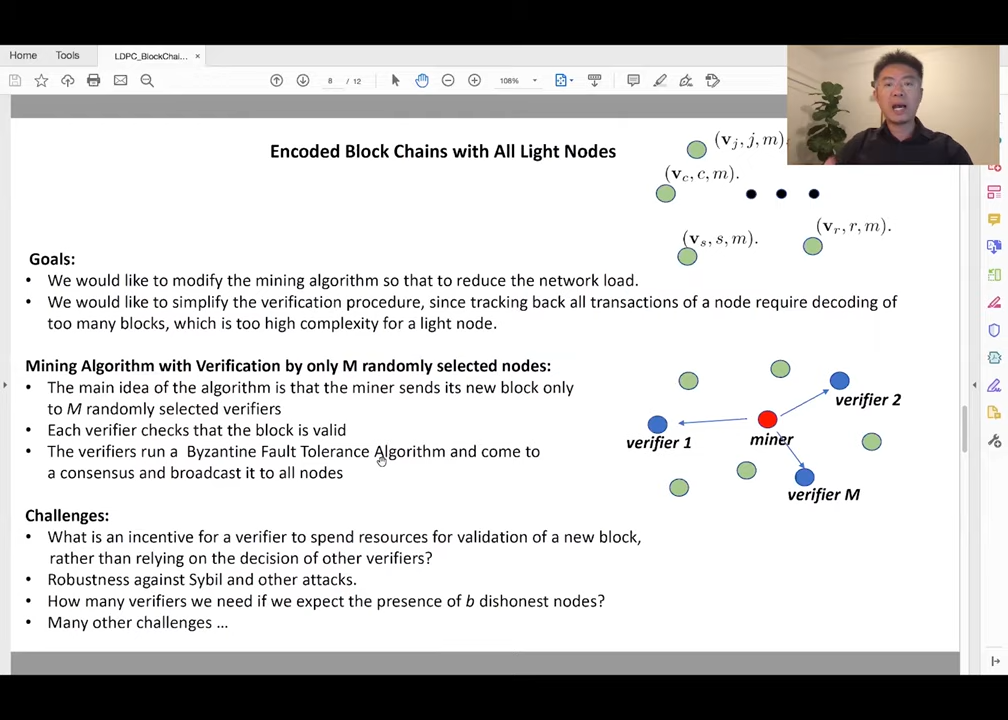 Home Tools LDPC_BlockChai... ×
8 / 12 108%
Encoded Block Chains with All Light Nodes
(v_j, j, m).
(v_c, c, m).
(v_s, s, m).
(v_r, r, m).
Goals:
• We would like to modify the mining algorithm so that to reduce the network load.
• We would like to simplify the verification procedure, since tracking back all transactions of a node require decoding of
too many blocks, which is too high complexity for a light node.
Mining Algorithm with Verification by only M randomly selected nodes:
• The main idea of the algorithm is that the miner sends its new block only
to M randomly selected verifiers
• Each verifier checks that the block is valid
• The verifiers run a Byzantine Fault Tolerance Algorithm and come to
a consensus and broadcast it to all nodes
verifier 2
verifier 1
miner
verifier M
Challenges:
• What is an incentive for a verifier to spend resources for validation of a new block,
rather than relying on the decision of other verifiers?
• Robustness against Sybil and other attacks.
• How many verifiers we need if we expect the presence of b dishonest nodes?
• Many other challenges ...